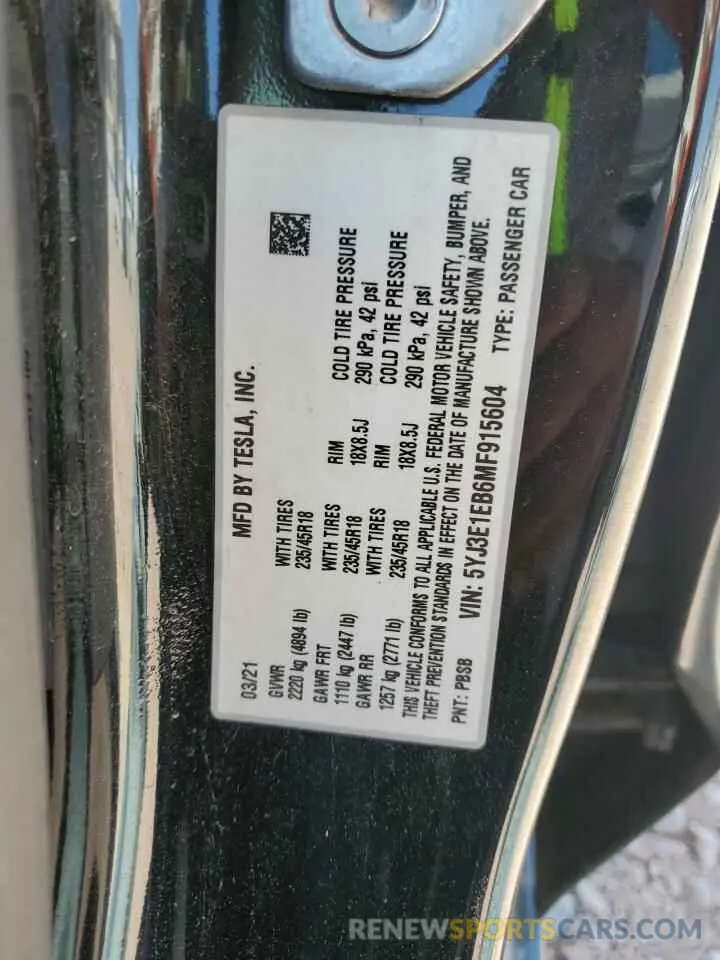 MFD BY TESLA, INC.
03/21
GVWR WITH TIRES RIM COLD TIRE PRESSURE
2220 kg (4894 lb) 235/45R18 18X8.5J 290 kPa, 42 psi
GAWR FRT WITH TIRES RIM COLD TIRE PRESSURE
1110 kg (2447 lb) 235/45R18 18X8.5J 290 kPa, 42 psi
GAWR RR WITH TIRES
1257 kg (2771 lb) 235/45R18
THIS VEHICLE CONFORMS TO ALL APPLICABLE U.S. FEDERAL MOTOR VEHICLE SAFETY, BUMPER, AND
THEFT PREVENTION STANDARDS IN EFFECT ON THE DATE OF MANUFACTURE SHOWN ABOVE.
PNT: PBSB VIN: 5YJ3E1EB6MF915604 TYPE: PASSENGER CAR
RENEWSPORTSCARS.COM